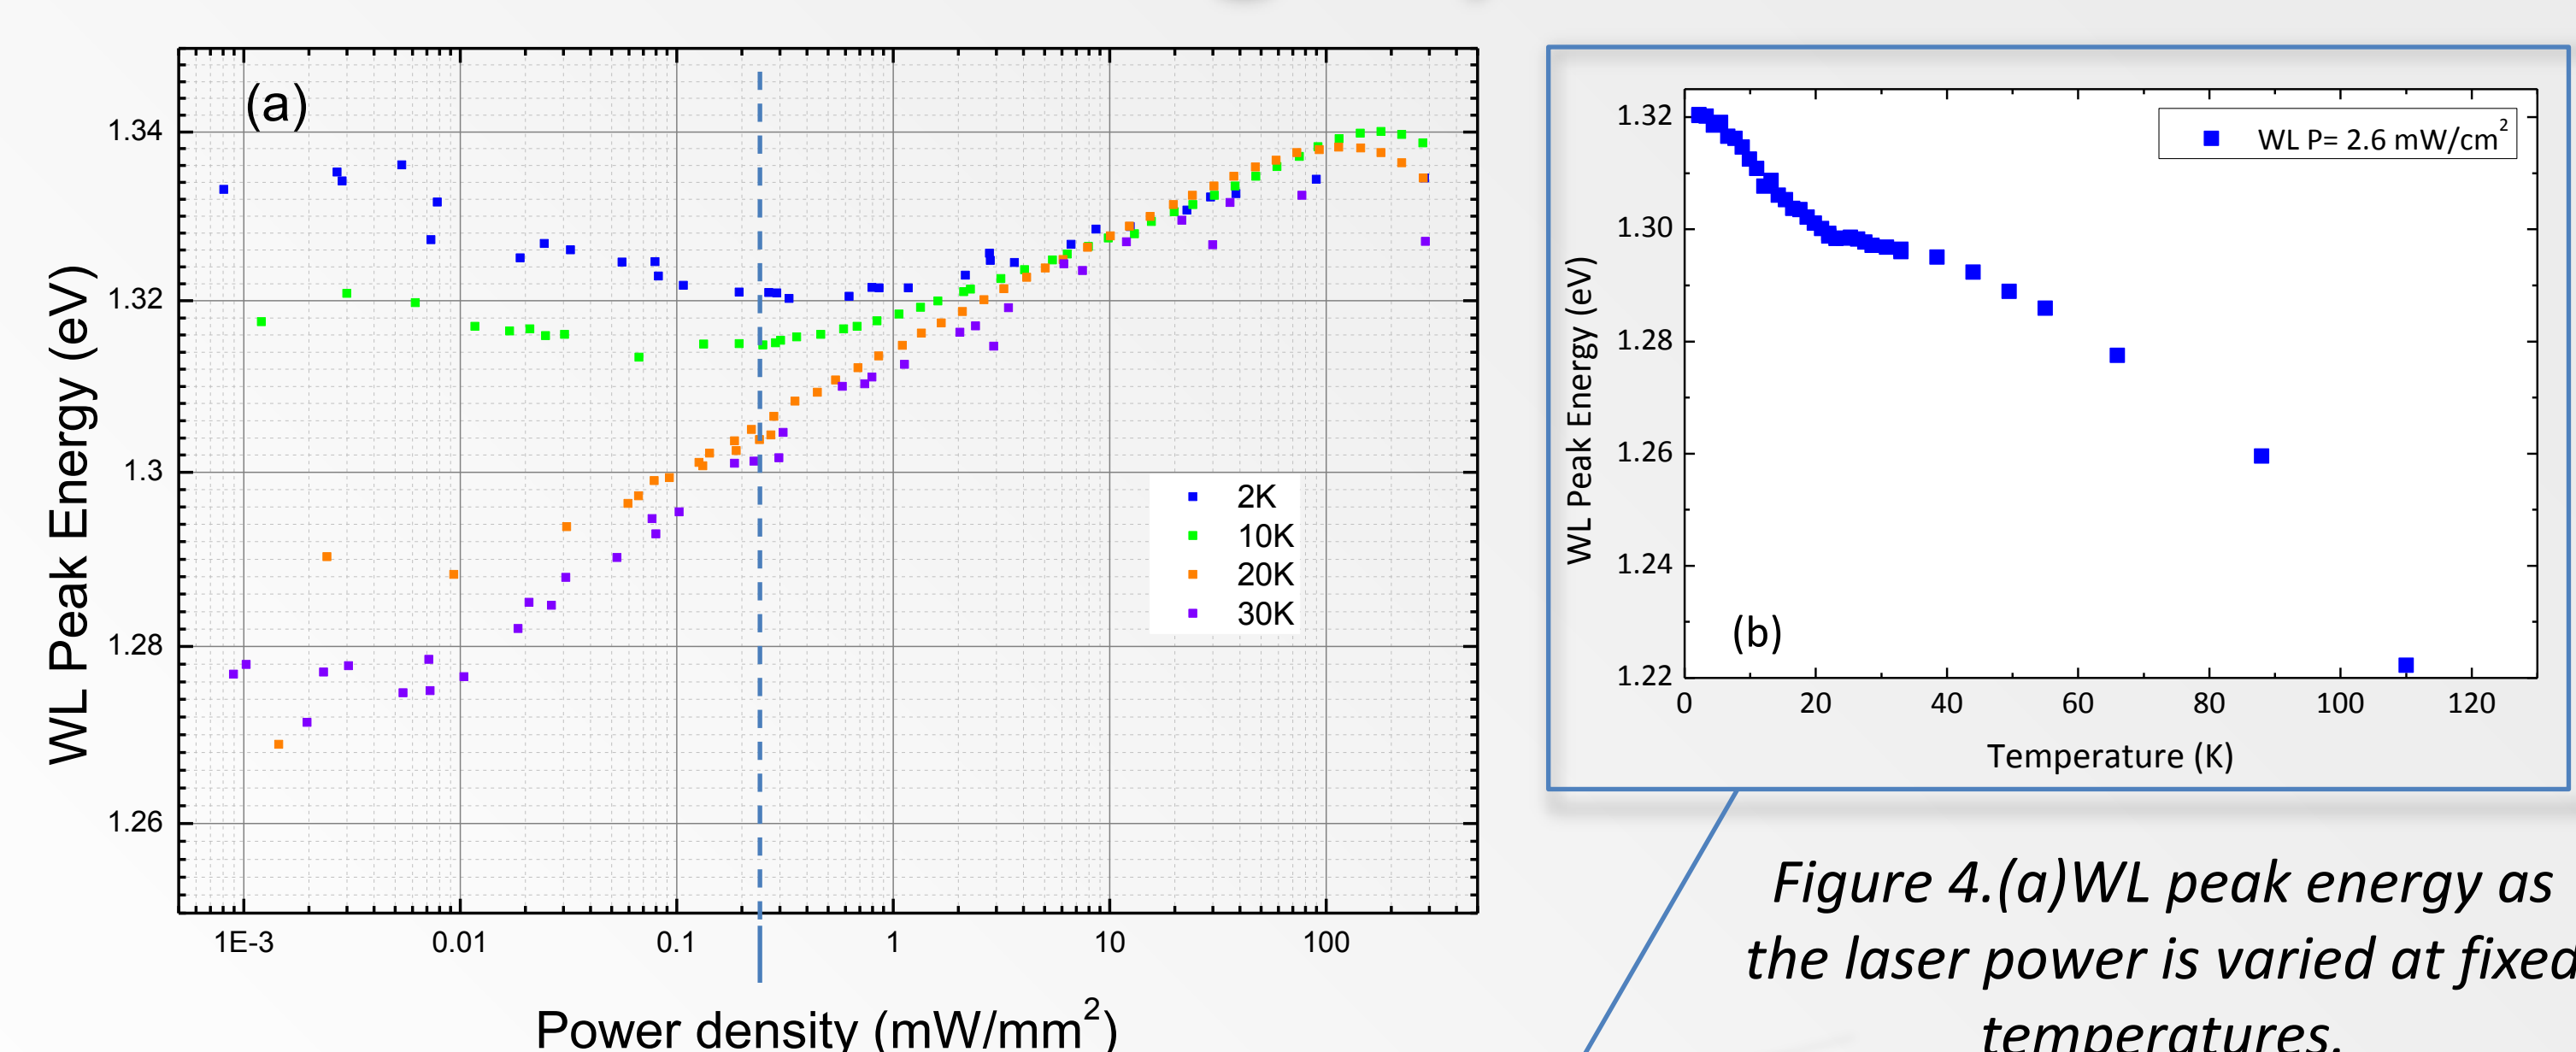 (a)
WL Peak Energy (eV)
1.34
1.32
1.3
1.28
1.26
2K
10K
20K
30K
1E-3 0.01 0.1 1 10 100
Power density (mW/mm²)
WL P= 2.6 mW/cm²
WL Peak Energy (eV)
1.32
1.30
1.28
1.26
1.24
1.22
(b)
0 20 40 60 80 100 120
Temperature (K)
Figure 4.(a)WL peak energy as
the laser power is varied at fixed
temperatures.